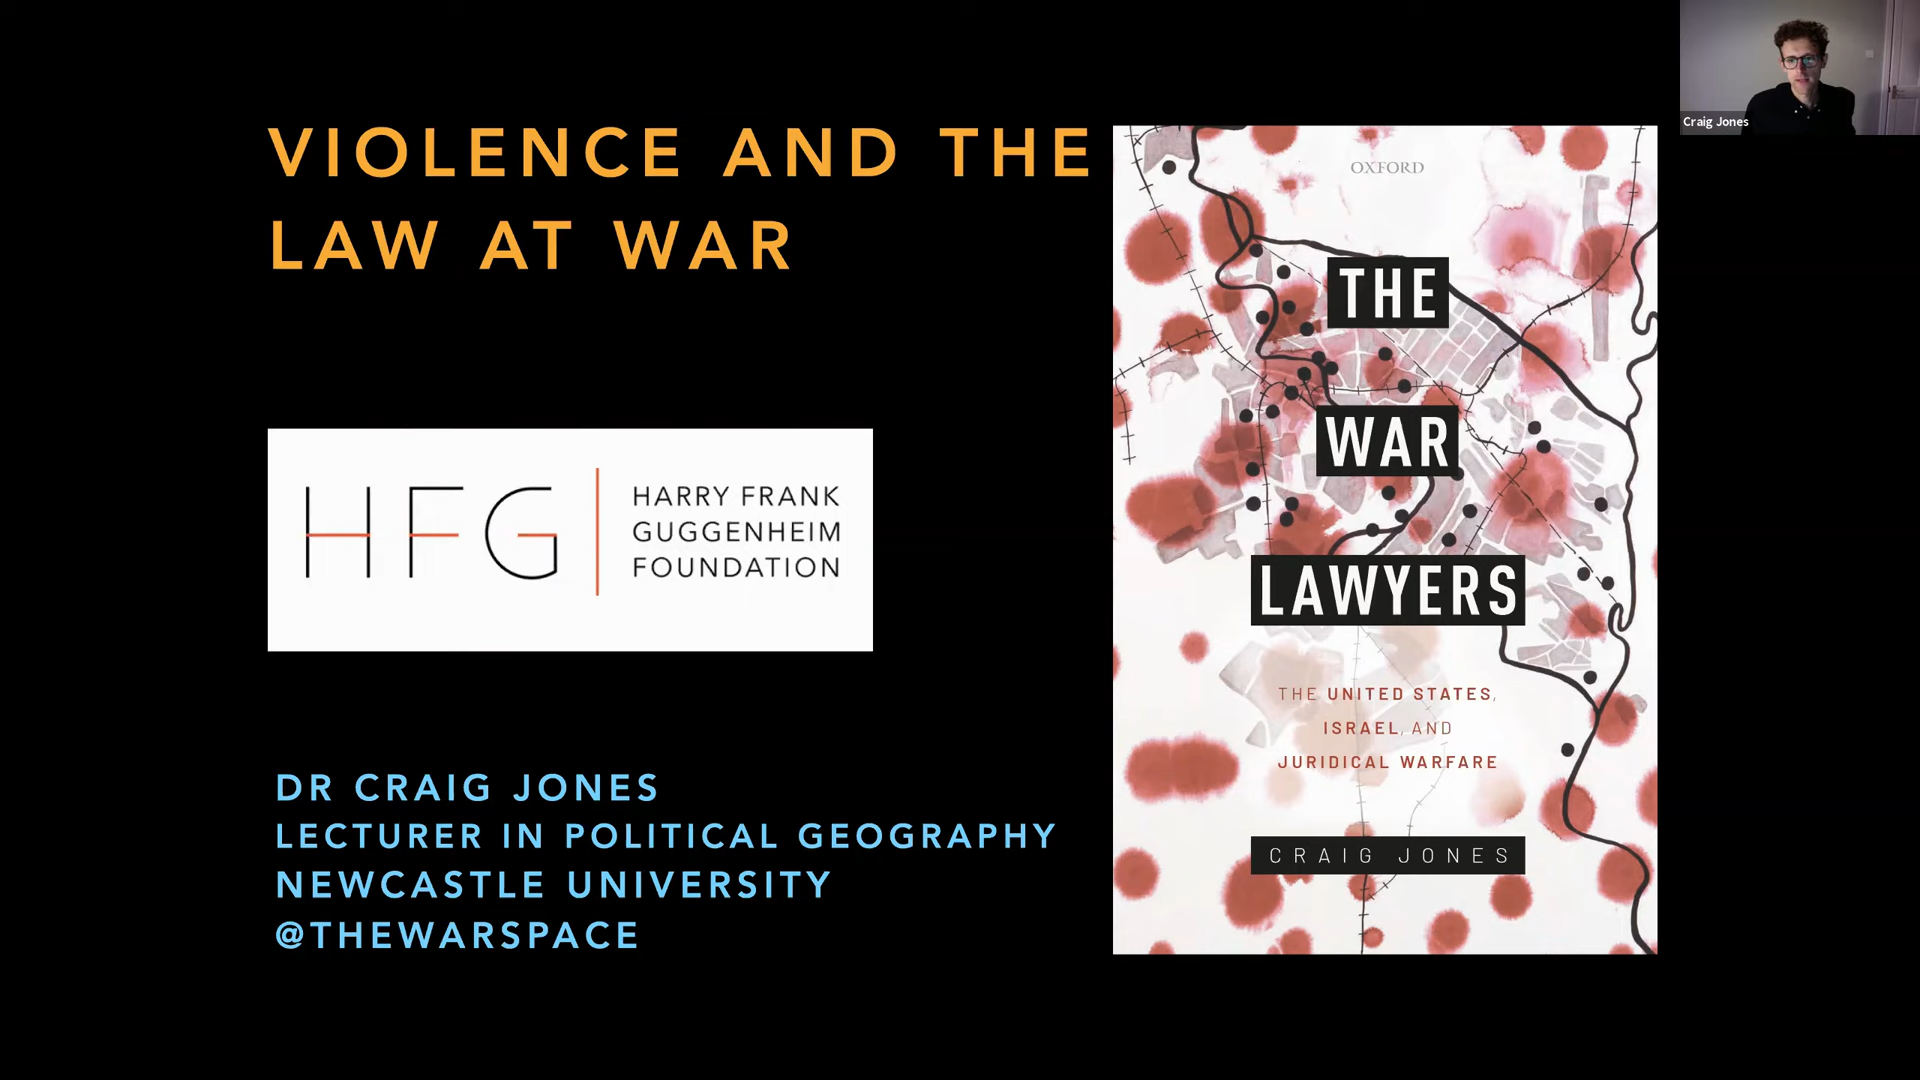 VIOLENCE AND THE
LAW AT WAR
HFG
HARRY FRANK
GUGGENHEIM
FOUNDATION
DR CRAIG JONES
LECTURER IN POLITICAL GEOGRAPHY
NEWCASTLE UNIVERSITY
@THEWARSPACE
OXFORD
THE
WAR
LAWYERS
THE UNITED STATES,
ISRAEL, AND
JURIDICAL WARFARE
CRAIG JONES
Craig Jones